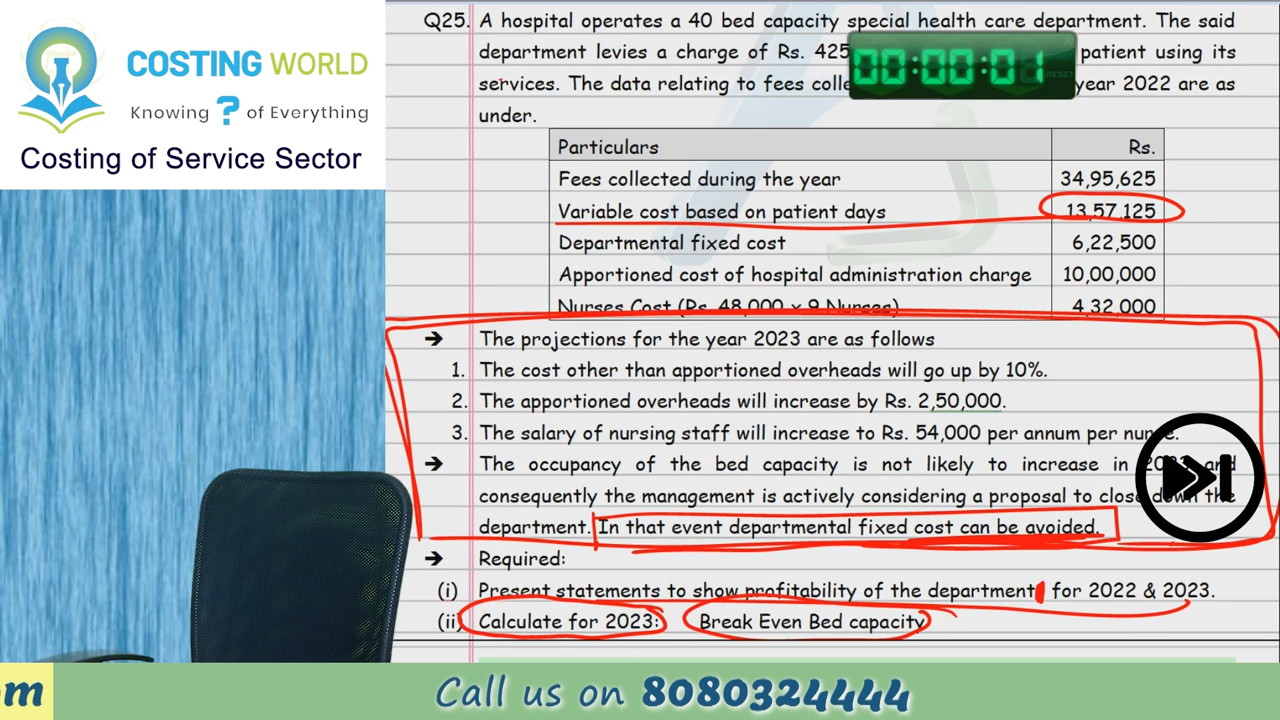 COSTING WORLD
Knowing ? of Everything
Costing of Service Sector
Q25. A hospital operates a 40 bed capacity special health care department. The said
department levies a charge of Rs. 425 patient using its
services. The data relating to fees colle year 2022 are as
under.
00:00:01
Particulars Rs.
Fees collected during the year 34,95,625
Variable cost based on patient days 13,57,125
Departmental fixed cost 6,22,500
Apportioned cost of hospital administration charge 10,00,000
Nurses Cost (Rs. 48,000 x 9 Nurses) 4,32,000
➔ The projections for the year 2023 are as follows
1. The cost other than apportioned overheads will go up by 10%.
2. The apportioned overheads will increase by Rs. 2,50,000.
3. The salary of nursing staff will increase to Rs. 54,000 per annum per nurse.
➔ The occupancy of the bed capacity is not likely to increase in 2023 and
consequently the management is actively considering a proposal to close down the
department. In that event departmental fixed cost can be avoided.
➔ Required:
(i) Present statements to show profitability of the department for 2022 & 2023.
(ii) Calculate for 2023: Break Even Bed capacity
om
Call us on 8080324444